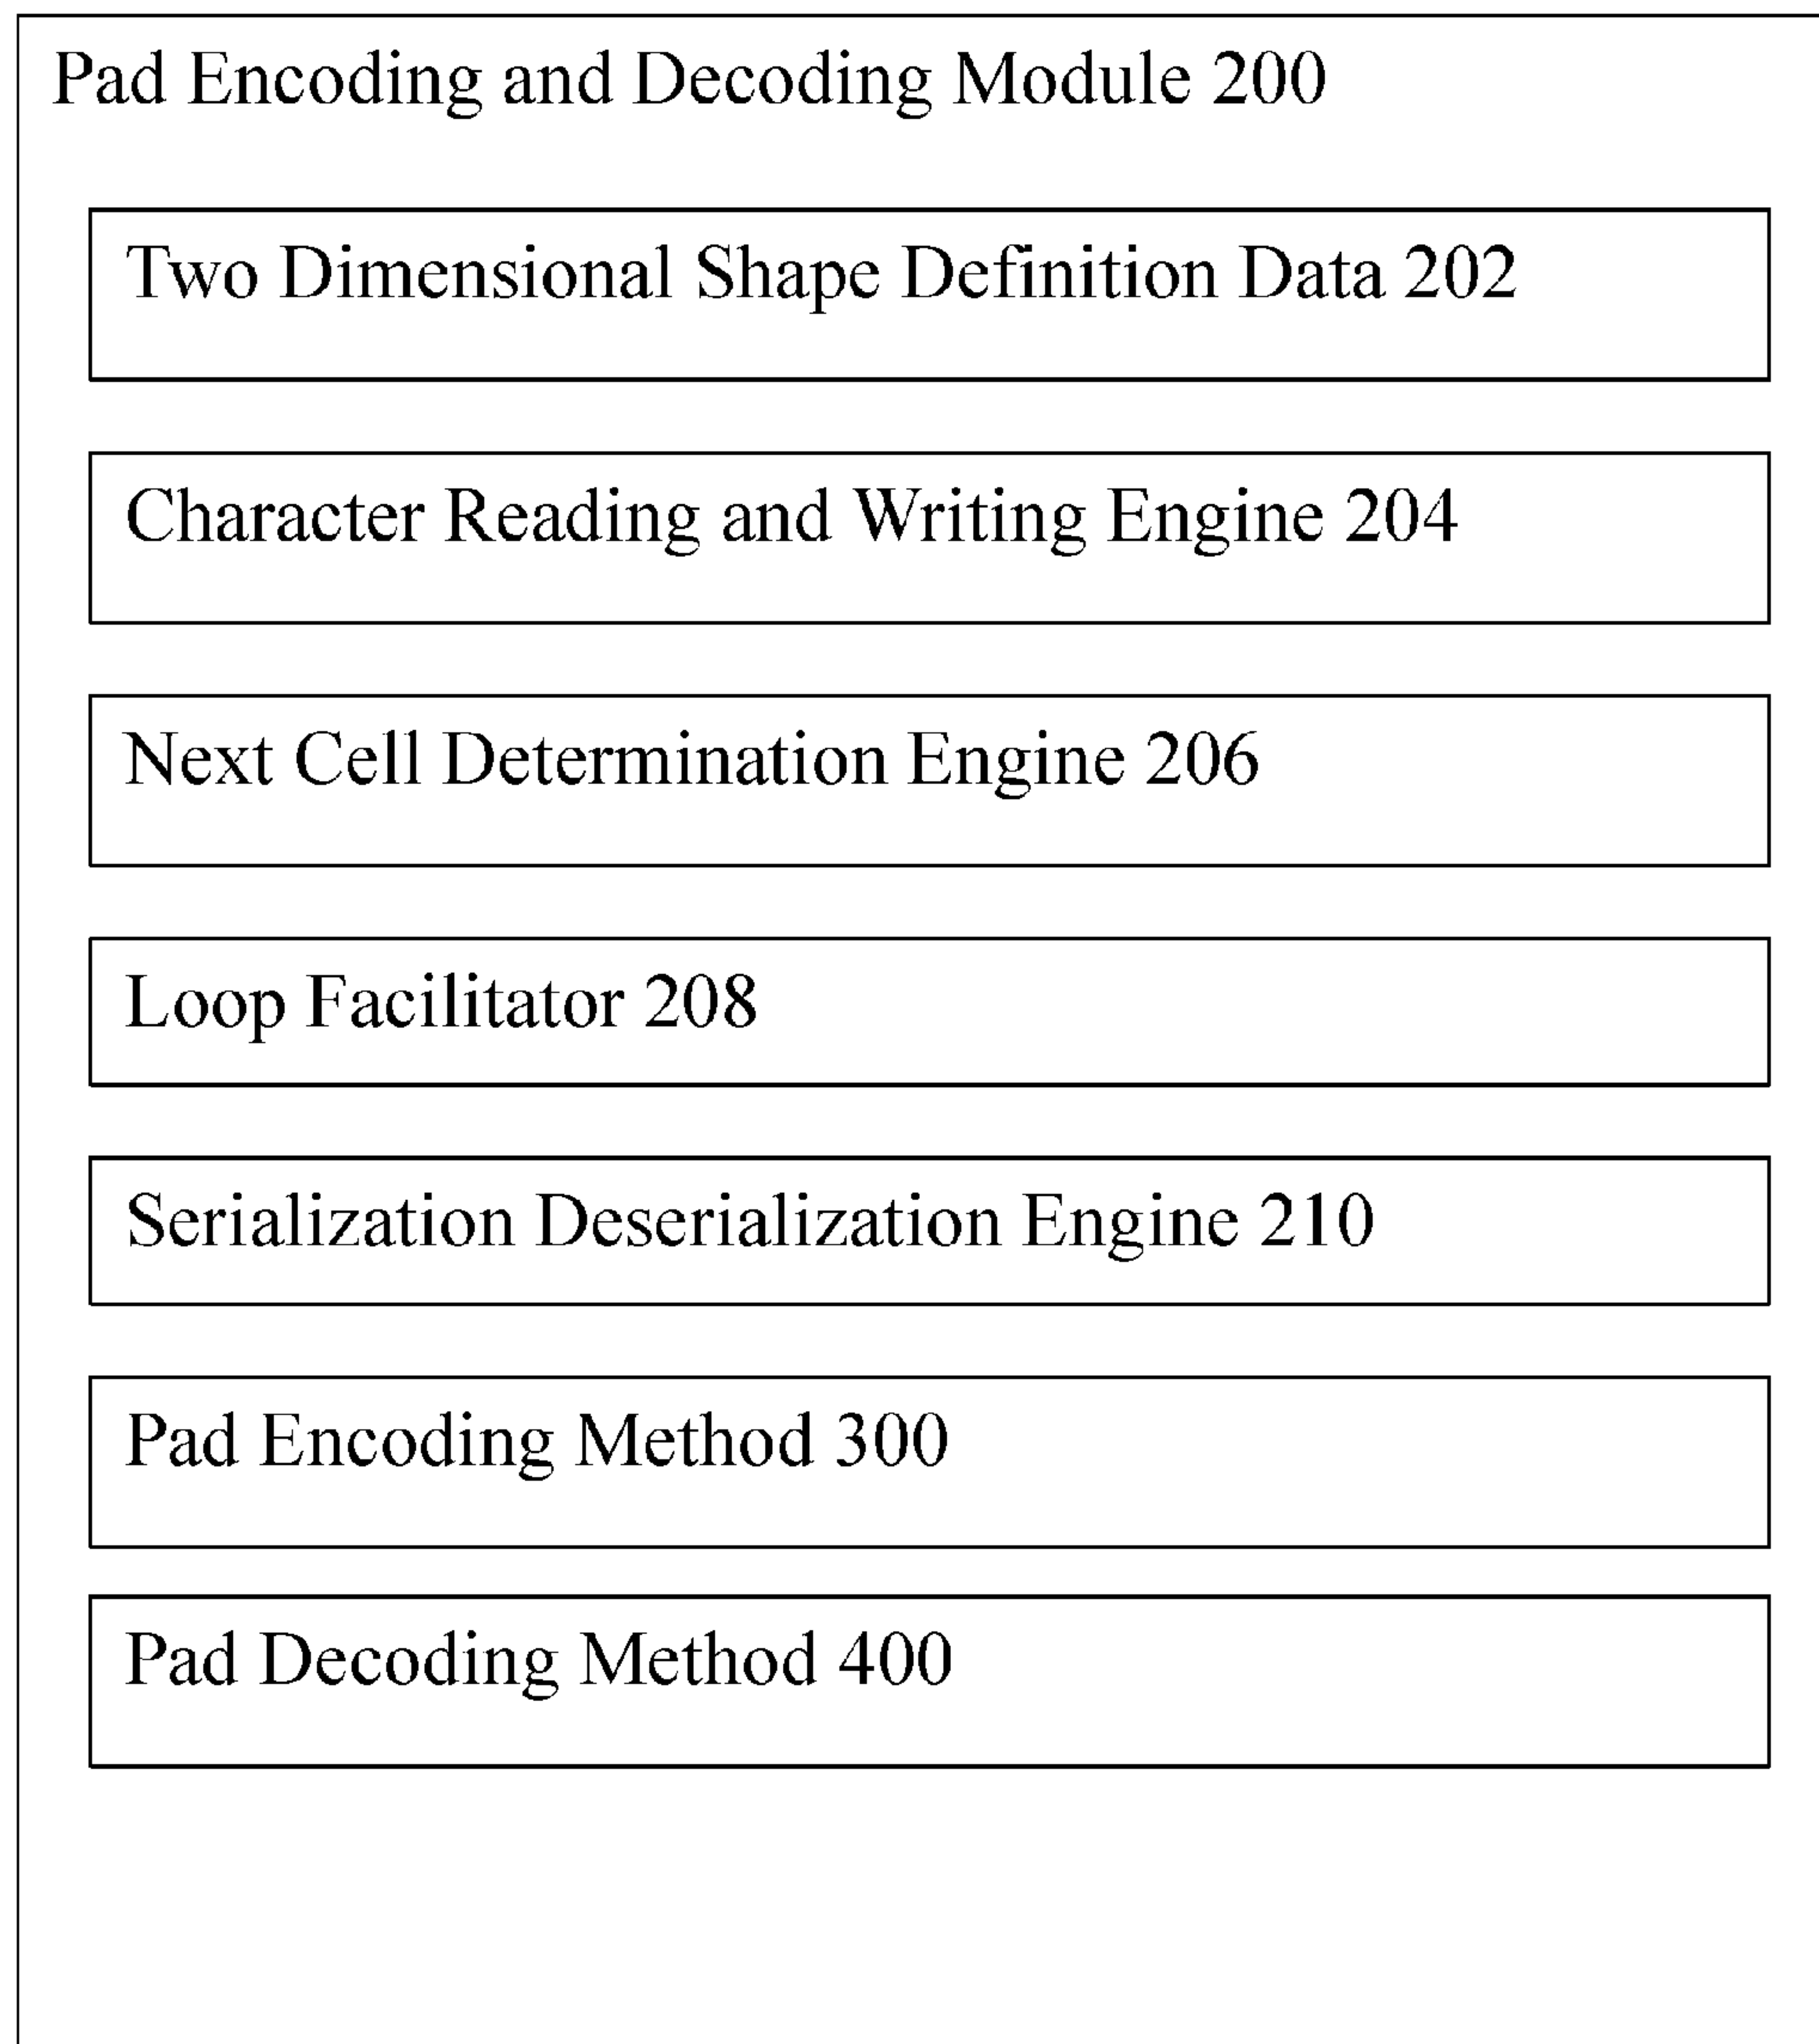 Pad Encoding and Decoding Module 200
Two Dimensional Shape Definition Data 202
Character Reading and Writing Engine 204
Next Cell Determination Engine 206
Loop Facilitator 208
Serialization Deserialization Engine 210
Pad Encoding Method 300
Pad Decoding Method 400